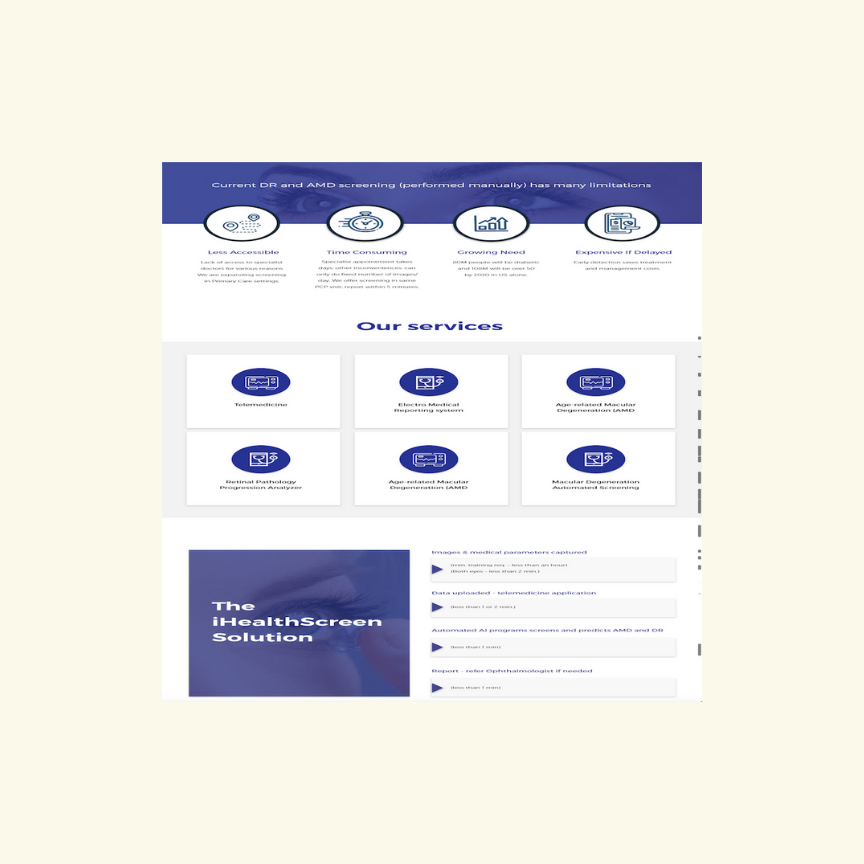 Current DR and AMD screening (performed manually) has many limitations
Less Accessible
Lack of access to specialist
doctors for various reasons
We are expanding screening
in Primary Care settings.
Time Consuming
Specialist appointment takes
days, other inconveniences, can
only do fixed number of images/
day. We offer screening in same
PCP visit, report within 5 minutes.
Growing Need
people will be diabetic
and will be over 50
by in US alone
Expensive If Delayed
Early detection saves treatment
and management costs
Our services
Telemedicine
Electro Medical
Reporting system
Age-related Macular
Degeneration (AMD
Retinal Pathology
Progression Analyzer
Age-related Macular
Degeneration (AMD
Macular Degeneration
Automated Screening
The
iHealthScreen
Solution
Images & medical parameters captured
training req. - less than an hour)
(Both eyes - less than 2 min.)
Data uploaded - telemedicine application
(less than 1 or 2 min.)
Automated AI programs screens and predicts AMD and DR
(less than 1 min)
Report - refer Ophthalmologist if needed
(less than 1 min)